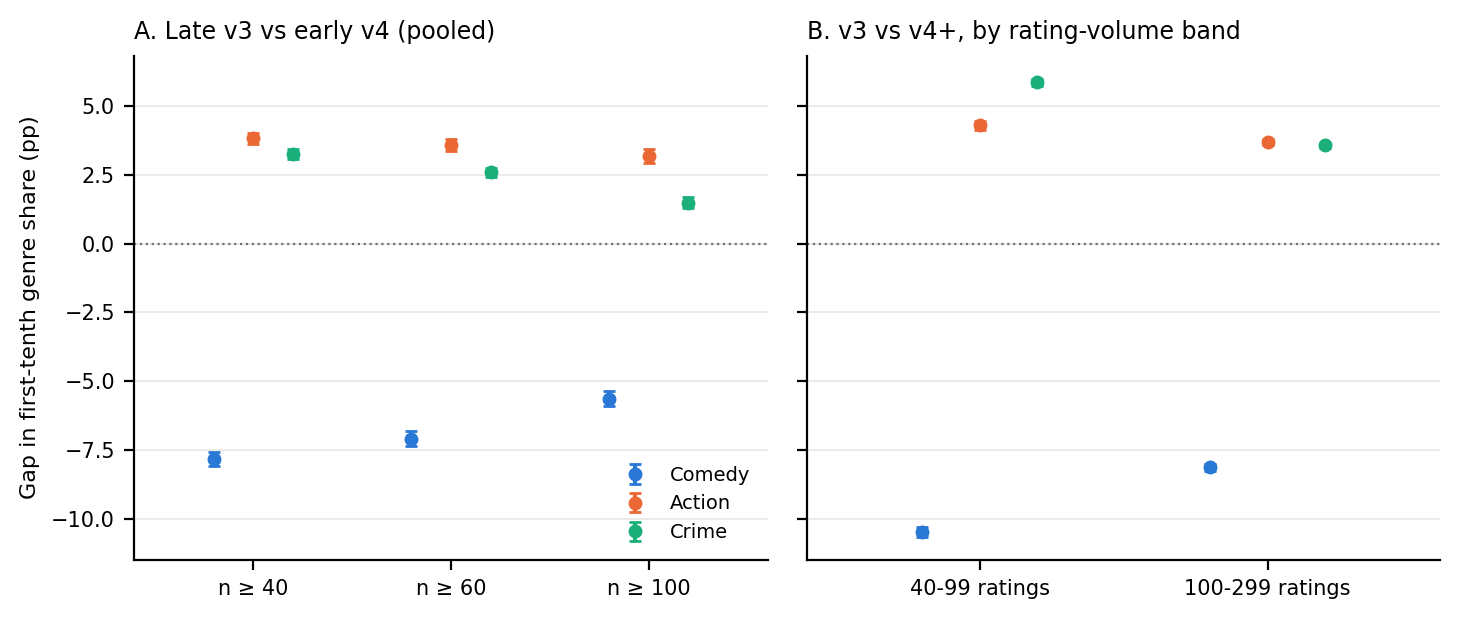 A. Late v3 vs early v4 (pooled)
B. v3 vs v4+, by rating-volume band
Gap in first-tenth genre share (pp)
5.0
2.5
0.0
−2.5
−5.0
−7.5
−10.0
Comedy
Action
Crime
n ≥ 40
n ≥ 60
n ≥ 100
40-99 ratings
100-299 ratings